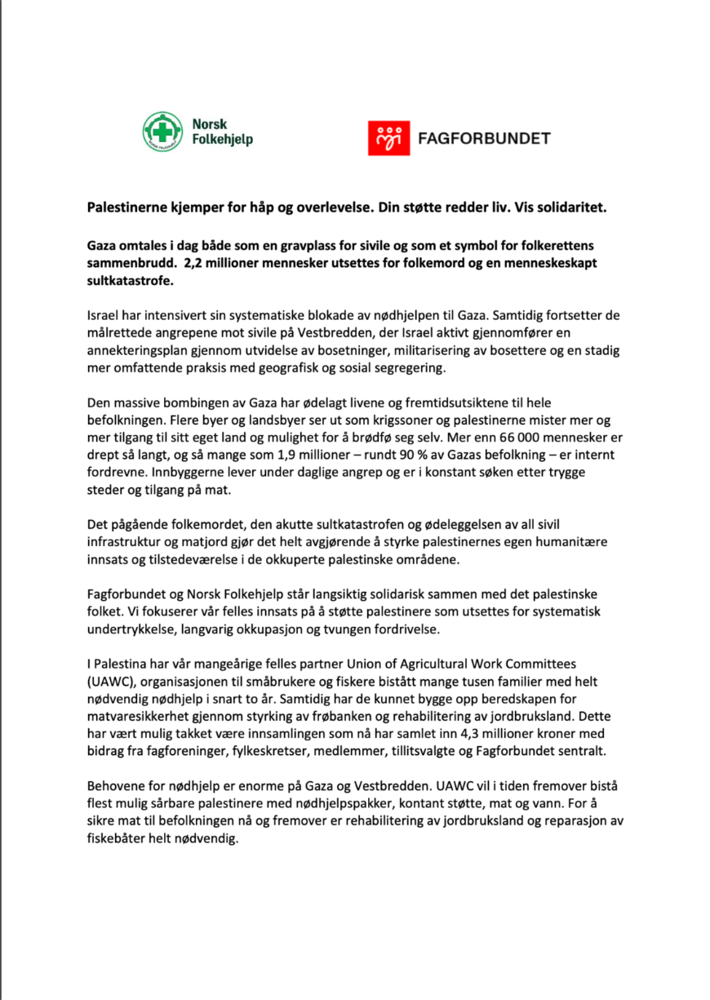 Norsk
Folkehjelp
FAGFORBUNDET
Palestinerne kjemper for håp og overlevelse. Din støtte redder liv. Vis solidaritet.
Gaza omtales i dag både som en gravplass for sivile og som et symbol for folkerettens
sammenbrudd.  2,2 millioner mennesker utsettes for folkemord og en menneskeskapt
sultkatastrofe.
Israel har intensivert sin systematiske blokade av nødhjelpen til Gaza. Samtidig fortsetter de
målrettede angrepene mot sivile på Vestbredden, der Israel aktivt gjennomfører en
annekteringsplan gjennom utvidelse av bosetninger, militarisering av bosettere og en stadig
mer omfattende praksis med geografisk og sosial segregering.
Den massive bombingen av Gaza har ødelagt livene og fremtidsutsiktene til hele
befolkningen. Flere byer og landsbyer ser ut som krigssoner og palestinerne mister mer og
mer tilgang til sitt eget land og mulighet for å brødfø seg selv. Mer enn 66 000 mennesker er
drept så langt, og så mange som 1,9 millioner – rundt 90 % av Gazas befolkning – er internt
fordrevne. Innbyggerne lever under daglige angrep og er i konstant søken etter trygge
steder og tilgang på mat.
Det pågående folkemordet, den akutte sultkatastrofen og ødeleggelsen av all sivil
infrastruktur og matjord gjør det helt avgjørende å styrke palestinernes egen humanitære
innsats og tilstedeværelse i de okkuperte palestinske områdene.
Fagforbundet og Norsk Folkehjelp står langsiktig solidarisk sammen med det palestinske
folket. Vi fokuserer vår felles innsats på å støtte palestinere som utsettes for systematisk
undertrykkelse, langvarig okkupasjon og tvungen fordrivelse.
I Palestina har vår mangeårige felles partner Union of Agricultural Work Committees
(UAWC), organisasjonen til småbrukere og fiskere bistått mange tusen familier med helt
nødvendig nødhjelp i snart to år. Samtidig har de kunnet bygge opp beredskapen for
matvaresikkerhet gjennom styrking av frøbanken og rehabilitering av jordbruksland. Dette
har vært mulig takket være innsamlingen som nå har samlet inn 4,3 millioner kroner med
bidrag fra fagforeninger, fylkeskretser, medlemmer, tillitsvalgte og Fagforbundet sentralt.
Behovene for nødhjelp er enorme på Gaza og Vestbredden. UAWC vil i tiden fremover bistå
flest mulig sårbare palestinere med nødhjelpspakker, kontant støtte, mat og vann. For å
sikre mat til befolkningen nå og fremover er rehabilitering av jordbruksland og reparasjon av
fiskebåter helt nødvendig.